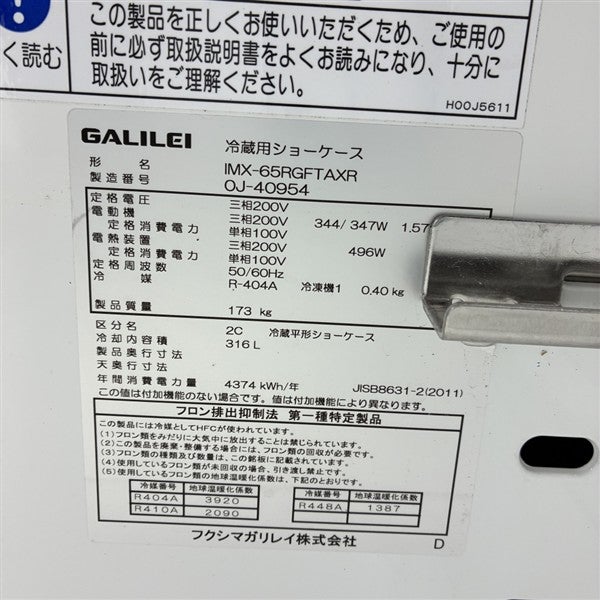 この製品を正しくお使いいただくため、ご使用の
前に必ず取扱説明書をよくお読みになり、十分に
取扱いをご理解ください。
く読む
H00J5611
GALILEI 冷蔵用ショーケース
形名 IMX-65RGFTAXR
製造番号 0J-40954
定格電圧 三相200V
電動機 三相200V 344/347W 1.57
定格消費電力 単相100V
電熱装置 三相200V 496W
定格消費電力 単相100V
定格周波数 50/60Hz
冷媒 R-404A 冷凍機1 0.40kg
製品質量 173 kg
区分名 2C 冷蔵平形ショーケース
冷却内容積 316 L
製品奥行寸法
天奥行寸法
年間消費電力量 4374 kWh/年 JISB8631-2(2011)
この値は付加機能のない場合です。この値は付加機能により異なります。
フロン排出抑制法 第一種特定製品
この製品には冷媒としてHFCが使われています。
(1)フロン類をみだりに大気中に放出することは禁じられています。
(2)この製品を廃棄・整備する場合には、フロン類の回収が必要です。
(3)フロンの種類及び数量は、この銘板に記載されています。
(4)使用しているフロン類が未回収の場合、引き渡し禁止です。
(5)使用しているフロン類の地球温暖化係数は、下記のとおりです。
冷媒番号 地球温暖化係数 冷媒番号 地球温暖化係数
R404A 3920 R448A 1387
R410A 2090
フクシマガリレイ株式会社 D